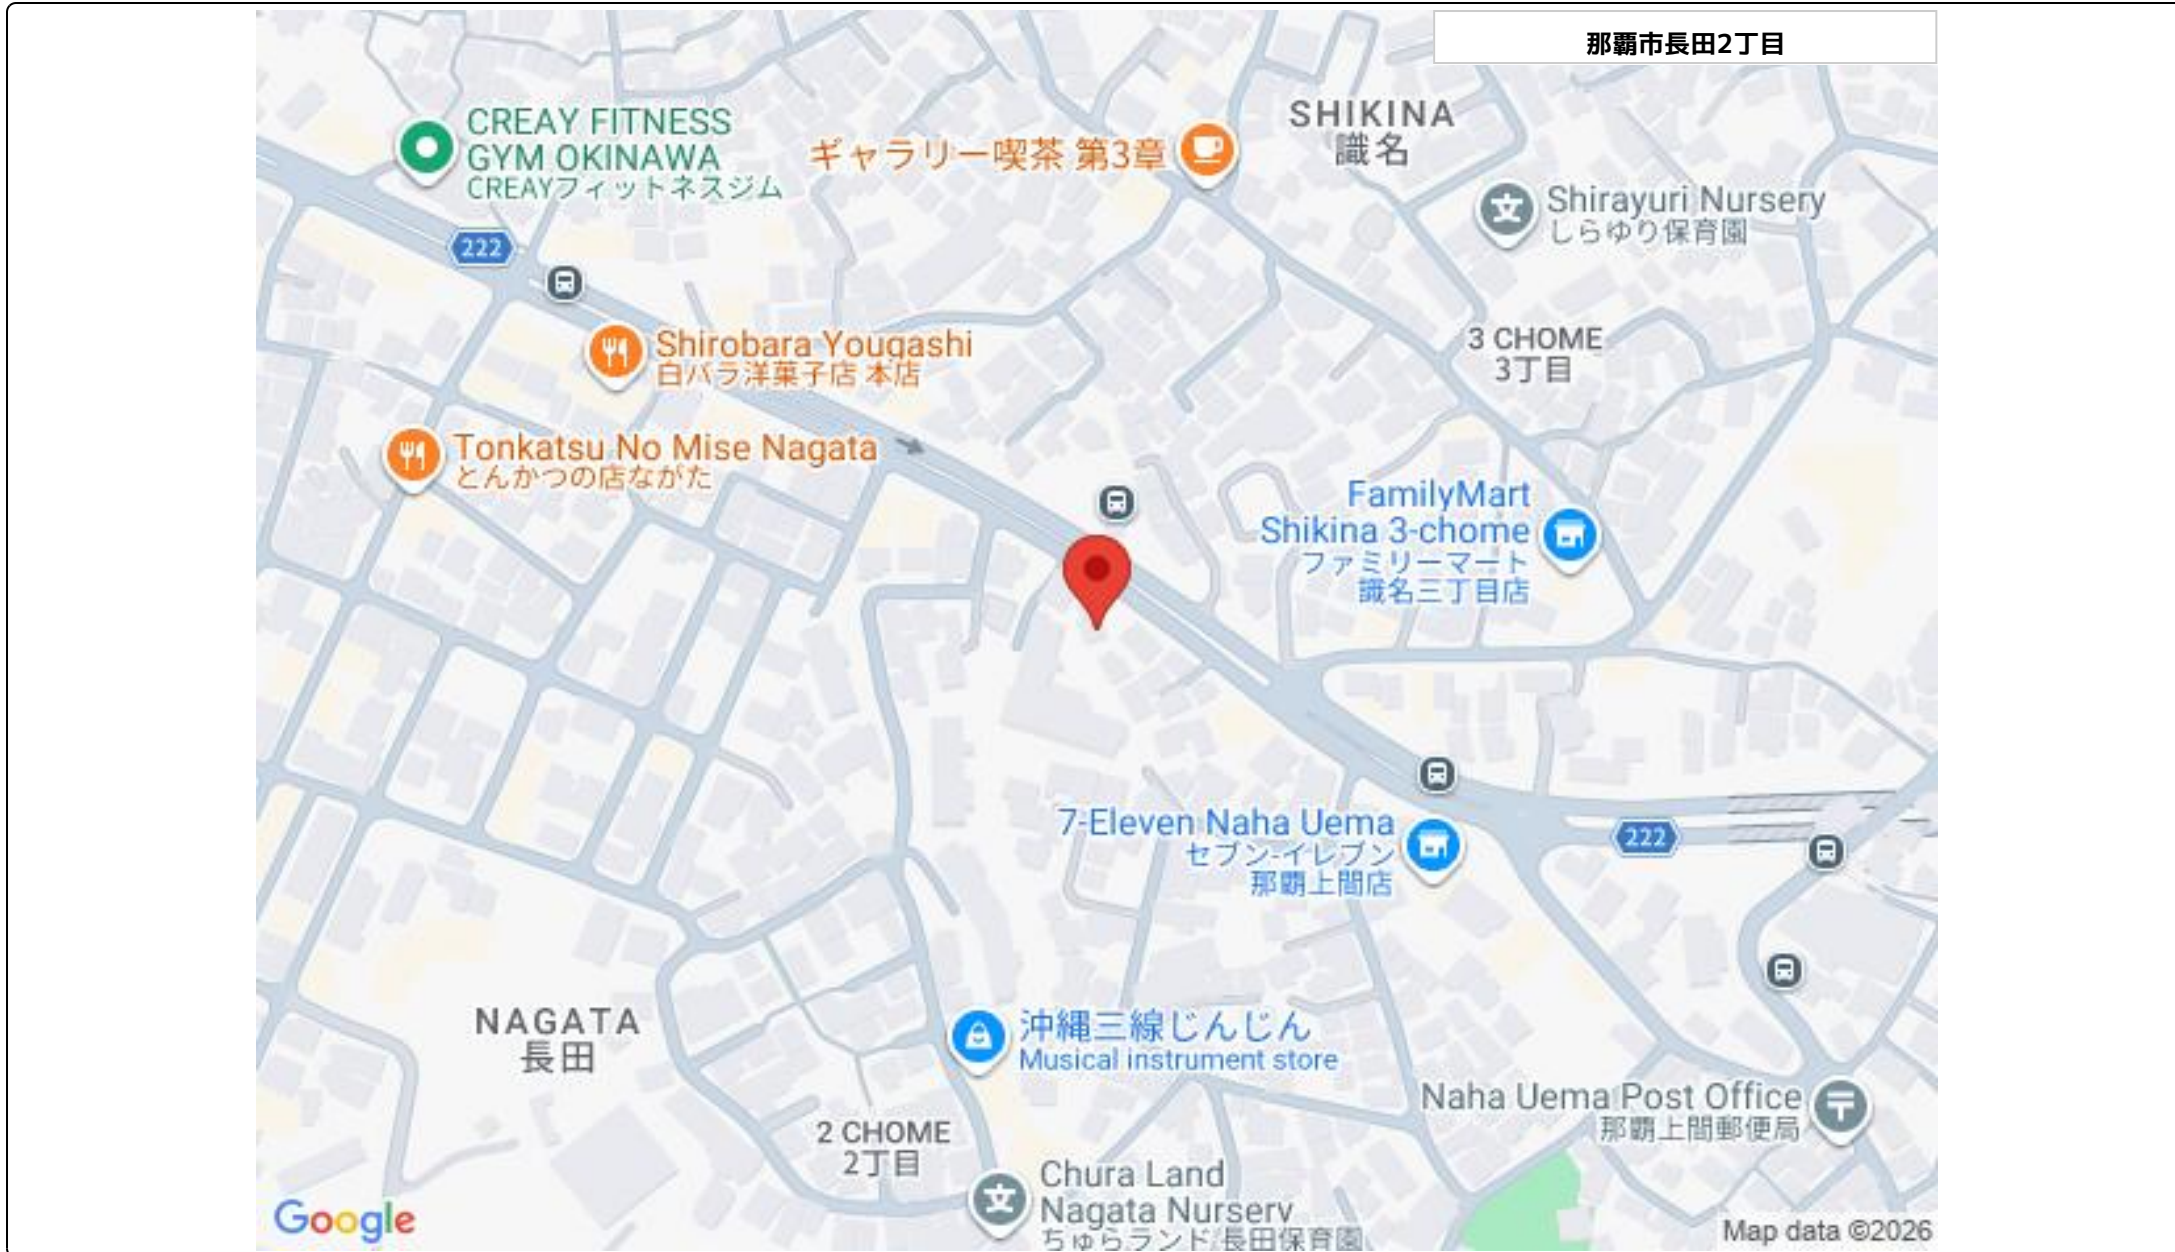 那覇市長田2丁目
CREAY FITNESS
GYM OKINAWA
CREAYフィットネスジム
ギャラリー喫茶 第3章
SHIKINA
識名
Shirayuri Nursery
しらゆり保育園
222
Shirobara Yougashi
白バラ洋菓子店 本店
3 CHOME
3丁目
Tonkatsu No Mise Nagata
とんかつの店ながた
FamilyMart
Shikina 3-chome
ファミリーマート
識名三丁目店
7-Eleven Naha Uema
セブン-イレブン
那覇上間店
222
NAGATA
長田
沖縄三線じんじん
Musical instrument store
Naha Uema Post Office
那覇上間郵便局
2 CHOME
2丁目
Chura Land
Nagata Nursery
ちゅらランド長田保育園
Google
Map data ©2026